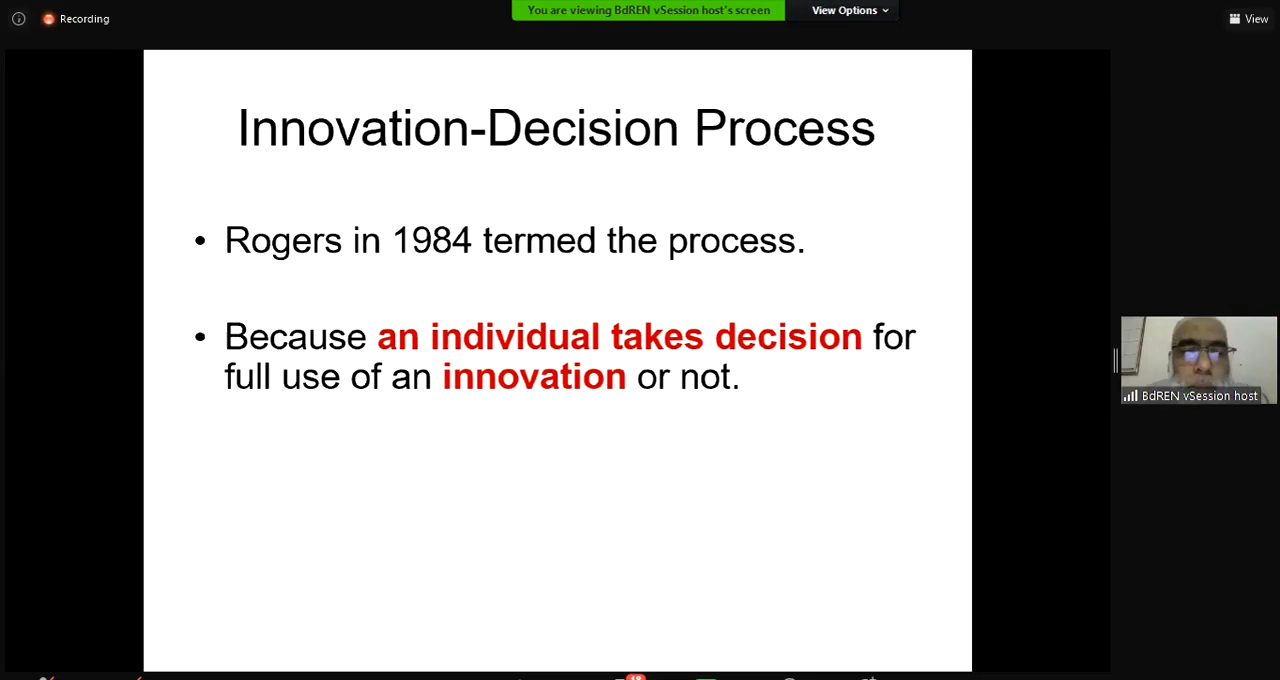 Recording
You are viewing BdREN vSession host's screen
View Options
View
Innovation-Decision Process
• Rogers in 1984 termed the process.
• Because an individual takes decision for
full use of an innovation or not.
BdREN vSession host
18